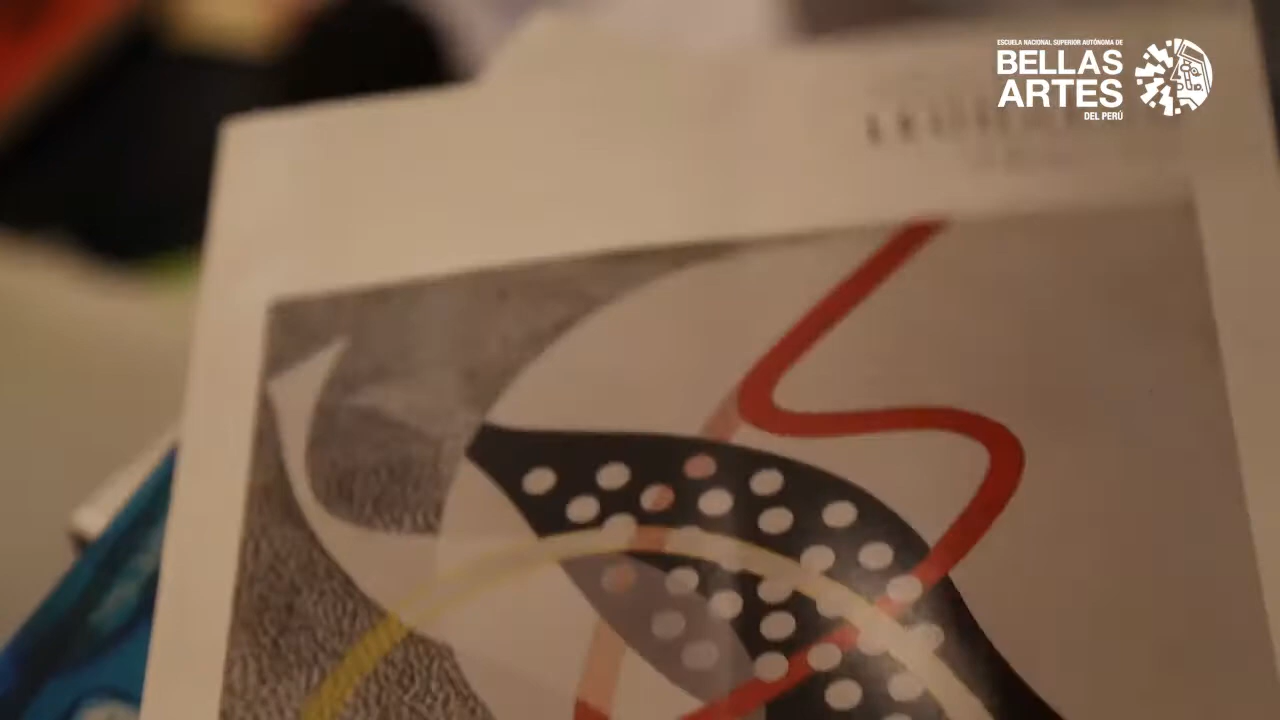 ESCUELA NACIONAL SUPERIOR AUTÓNOMA DE
BELLAS
ARTES
DEL PERÚ